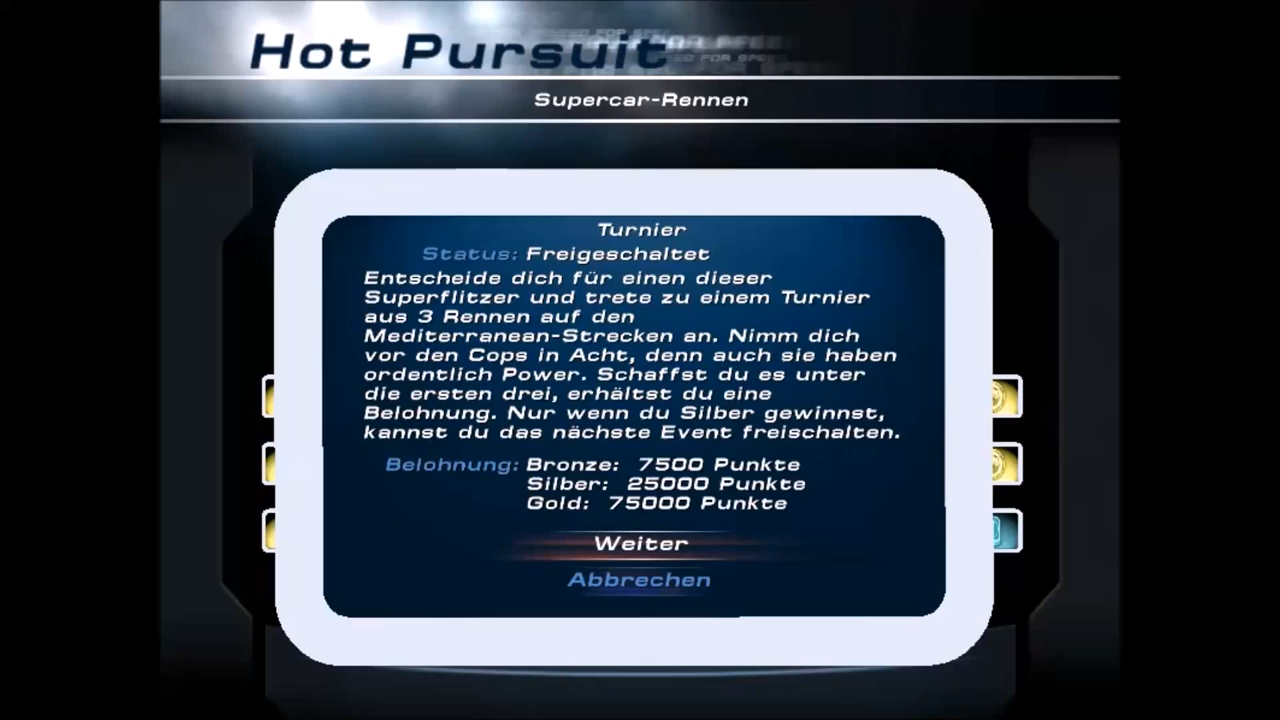 Hot Pursuit
Supercar-Rennen
Turnier
Status: Freigeschaltet
Entscheide dich für einen dieser
Superflitzer und trete zu einem Turnier
aus 3 Rennen auf den
Mediterranean-Strecken an. Nimm dich
vor den Cops in Acht, denn auch sie haben
ordentlich Power. Schaffst du es unter
die ersten drei, erhältst du eine
Belohnung. Nur wenn du Silber gewinnst,
kannst du das nächste Event freischalten.
Belohnung: Bronze: 7500 Punkte
Silber: 25000 Punkte
Gold: 75000 Punkte
Weiter
Abbrechen